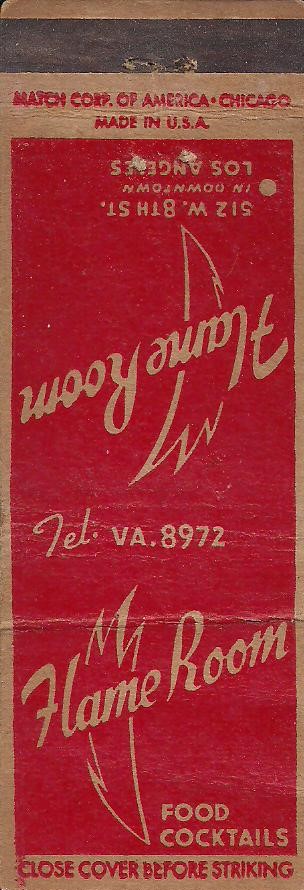 MATCH CORP. OF AMERICA · CHICAGO
MADE IN U.S.A.
Flame Room
512 W. 8TH ST.
IN DOWNTOWN
LOS ANGELES
Tel. VA. 8972
Flame Room
FOOD
COCKTAILS
CLOSE COVER BEFORE STRIKING